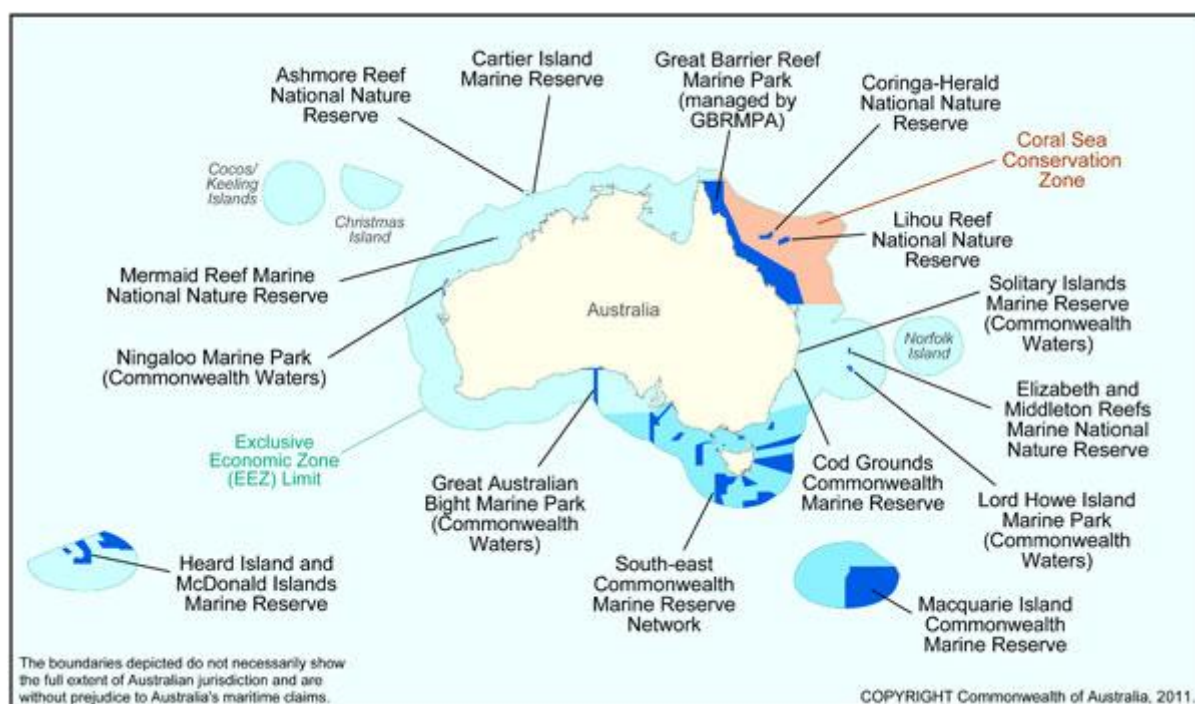 Cartier Island
Marine Reserve
Ashmore Reef
National Nature
Reserve
Great Barrier Reef
Marine Park
(managed by
GBRMPA)
Coringa-Herald
National Nature
Reserve
Coral Sea
Conservation
Zone
Cocos/
Keeling
Islands
Christmas
Island
Lihou Reef
National Nature
Reserve
Mermaid Reef Marine
National Nature Reserve
Solitary Islands
Marine Reserve
(Commonwealth
Waters)
Australia
Norfolk
Island
Ningaloo Marine Park
(Commonwealth Waters)
Elizabeth and
Middleton Reefs
Marine National
Nature Reserve
Exclusive
Economic Zone
(EEZ) Limit
Great Australian
Bight Marine Park
(Commonwealth
Waters)
Cod Grounds
Commonwealth
Marine Reserve
Lord Howe Island
Marine Park
(Commonwealth
Waters)
Heard Island and
McDonald Islands
Marine Reserve
South-east
Commonwealth
Marine Reserve
Network
Macquarie Island
Commonwealth
Marine Reserve
The boundaries depicted do not necessarily show
the full extent of Australian jurisdiction and are
without prejudice to Australia's maritime claims.
COPYRIGHT Commonwealth of Australia, 2011.